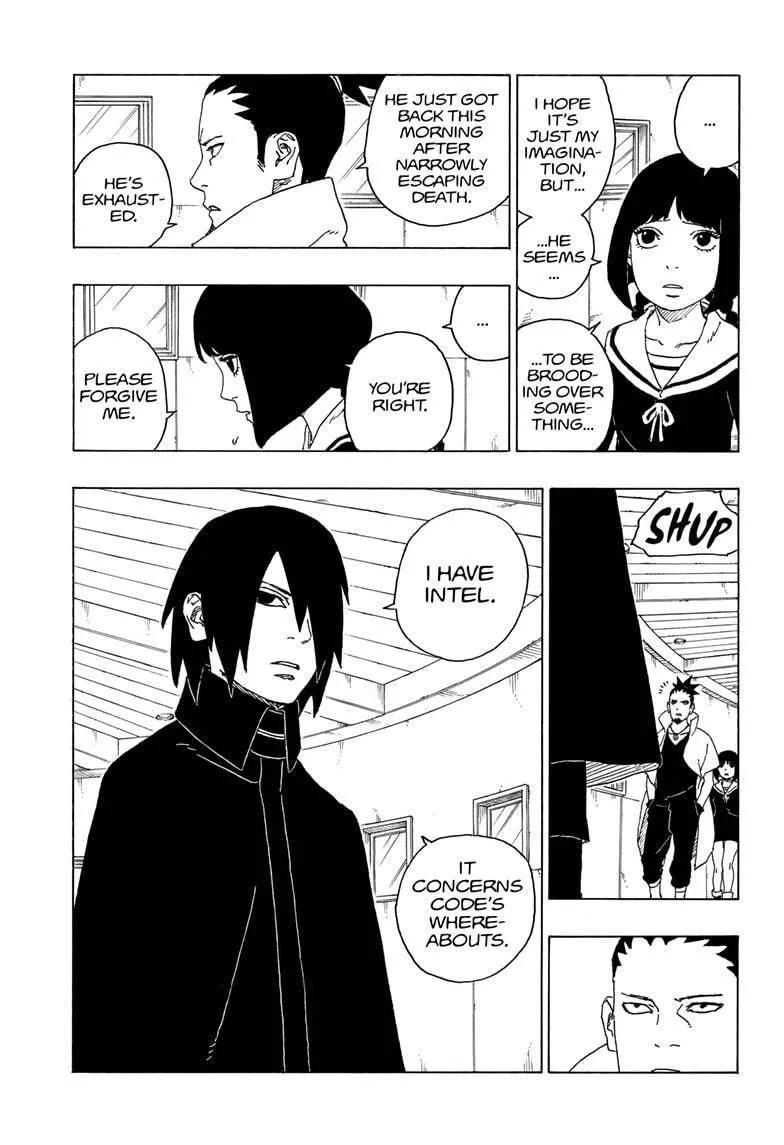 ...
I HOPE
IT'S
JUST MY
IMAGINA-
TION,
BUT...
...HE
SEEMS
...
...TO BE
BROOD-
ING OVER
SOME-
THING...
HE JUST GOT
BACK THIS
MORNING
AFTER
NARROWLY
ESCAPING
DEATH.
HE'S
EXHAUST-
ED.
...
YOU'RE
RIGHT.
PLEASE
FORGIVE
ME.
SHUP
I HAVE
INTEL.
IT
CONCERNS
CODE'S
WHERE-
ABOUTS.